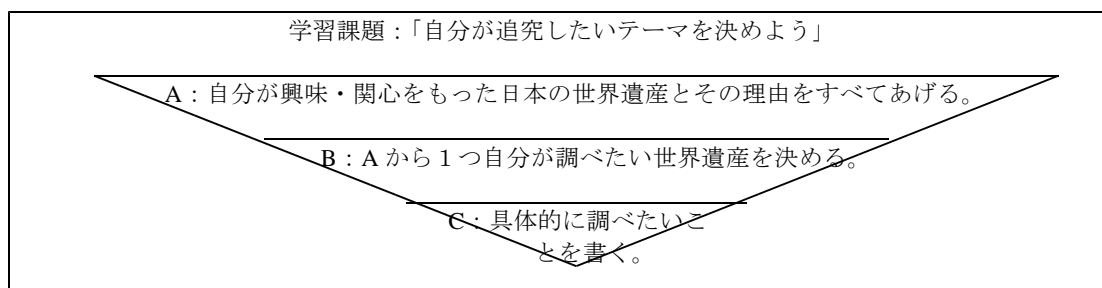 学習課題：「自分が追究したいテーマを決めよう」
A：自分が興味・関心をもった日本の世界遺産とその理由をすべてあげる。
B：A から１つ自分が調べたい世界遺産を決める。
C：具体的に調べたいこ
とを書く。